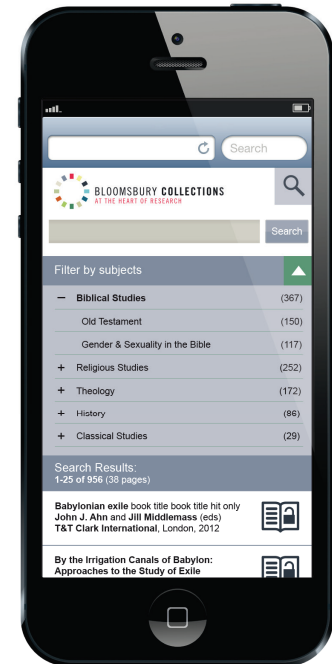 Search
BLOOMSBURY COLLECTIONS
AT THE HEART OF RESEARCH
Search
Filter by subjects
− Biblical Studies (367)
Old Testament (150)
Gender & Sexuality in the Bible (117)
+ Religious Studies (252)
+ Theology (172)
+ History (86)
+ Classical Studies (29)
Search Results:
1-25 of 956 (38 pages)
Babylonian exile book title book title hit only
John J. Ahn and Jill Middlemass (eds)
T&T Clark International, London, 2012
By the Irrigation Canals of Babylon:
Approaches to the Study of Exile